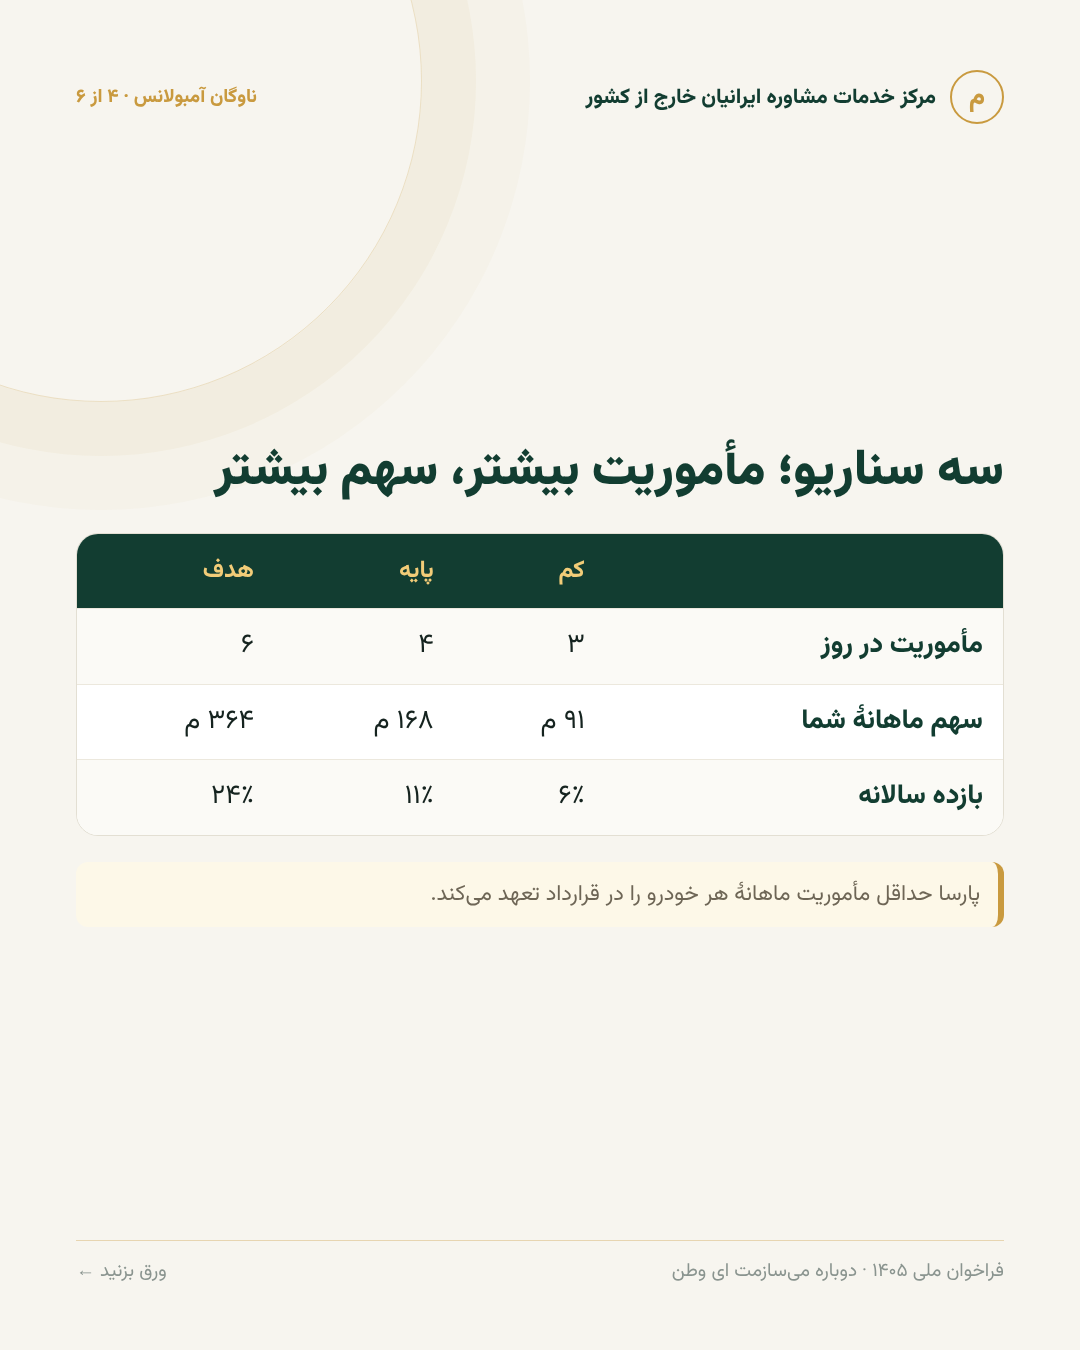 م مرکز خدمات مشاوره ایرانیان خارج از کشور
ناوگان آمبولانس · ۴ از ۶
سه سناریو؛ مأموریت بیشتر، سهم بیشتر
کم پایه هدف
مأموریت در روز ۳ ۴ ۶
سهم ماهانهٔ شما ۹۱ م ۱۶۸ م ۳۶۴ م
بازده سالانه ۶٪ ۱۱٪ ۲۴٪
پارسا حداقل مأموریت ماهانهٔ هر خودرو را در قرارداد تعهد می‌کند.
فراخوان ملی ۱۴۰۵ · دوباره می‌سازمت ای وطن
ورق بزنید ←